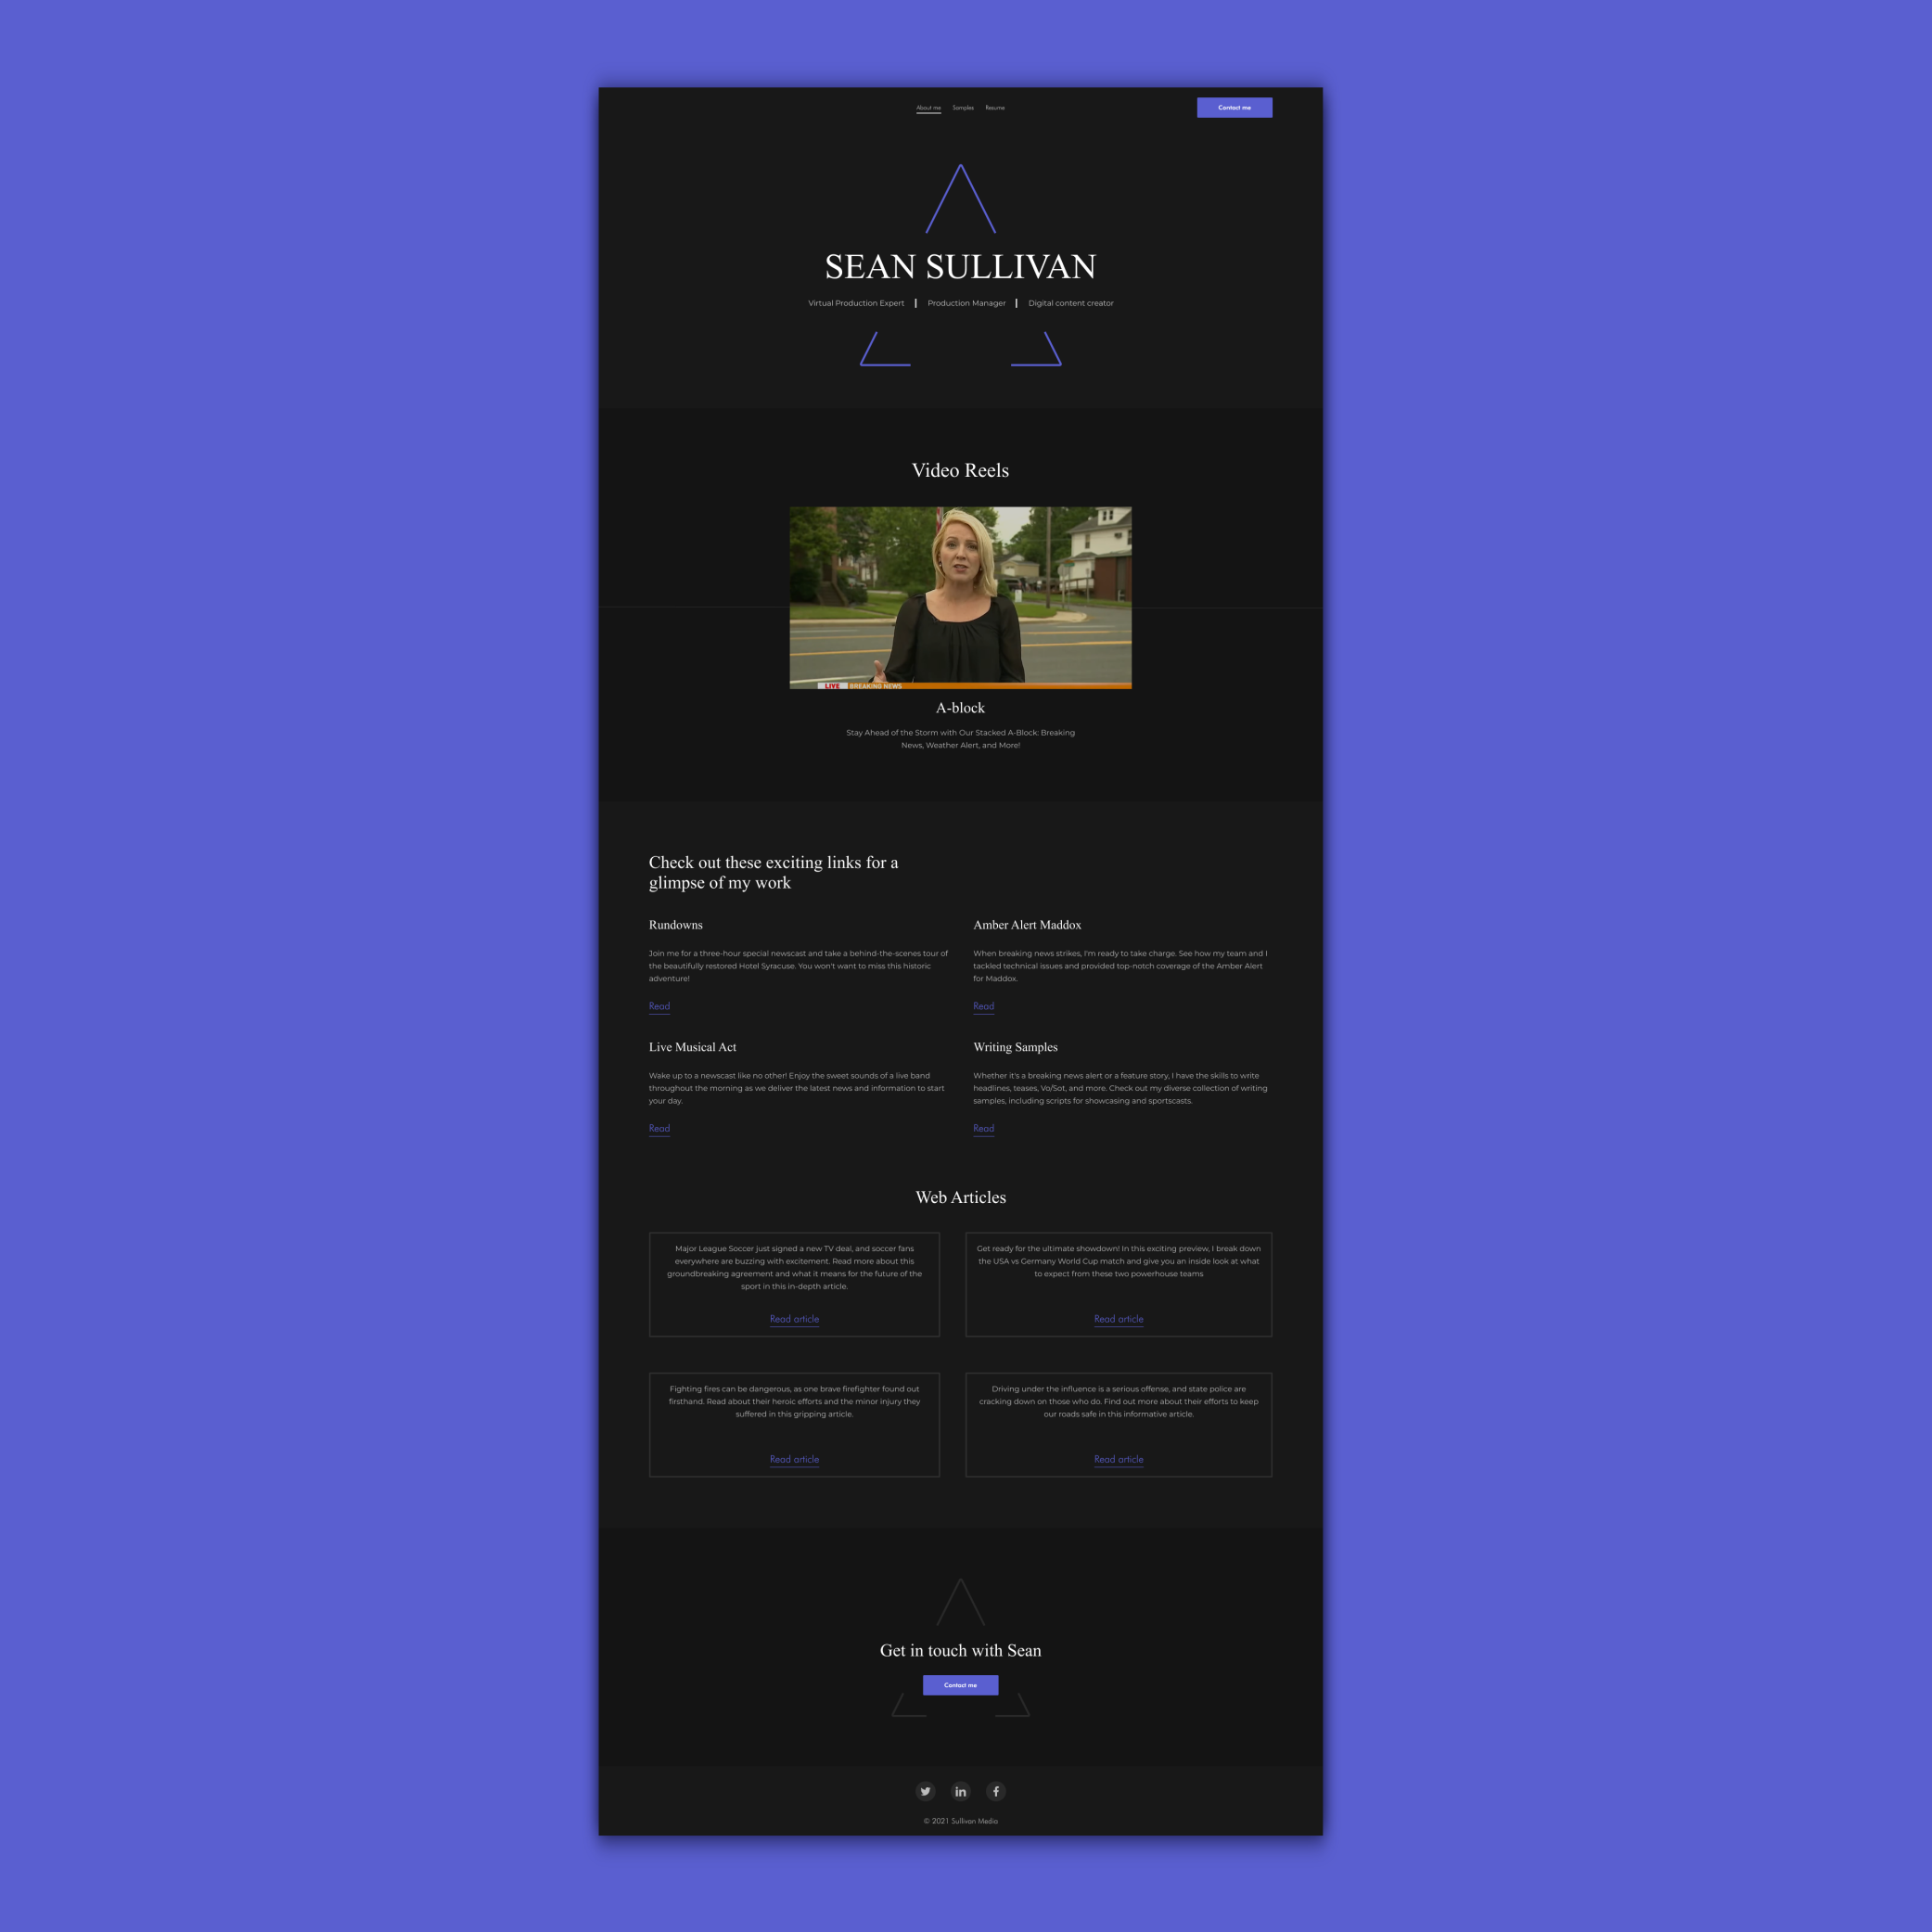 About me Samples Resume Contact me
SEAN SULLIVAN
Virtual Production Expert | Production Manager | Digital content creator
Video Reels
LIVE BREAKING NEWS
A-block
Stay Ahead of the Storm with Our Stacked A-Block: Breaking
News, Weather Alert, and More!
Check out these exciting links for a
glimpse of my work
Rundowns
Join me for a three-hour special newscast and take a behind-the-scenes tour of
the beautifully restored Hotel Syracuse. You won't want to miss this historic
adventure!
Read
Amber Alert Maddox
When breaking news strikes, I'm ready to take charge. See how my team and I
tackled technical issues and provided top-notch coverage of the Amber Alert
for Maddox.
Read
Live Musical Act
Wake up to a newscast like no other! Enjoy the sweet sounds of a live band
throughout the morning as we deliver the latest news and information to start
your day.
Read
Writing Samples
Whether it's a breaking news alert or a feature story, I have the skills to write
headlines, teases, Vo/Sot, and more. Check out my diverse collection of writing
samples, including scripts for showcasing and sportscasts.
Read
Web Articles
Major League Soccer just signed a new TV deal, and soccer fans
everywhere are buzzing with excitement. Read more about this
groundbreaking agreement and what it means for the future of the
sport in this in-depth article.
Read article
Get ready for the ultimate showdown! In this exciting preview, I break down
the USA vs Germany World Cup match and give you an inside look at what
to expect from these two powerhouse teams
Read article
Fighting fires can be dangerous, as one brave firefighter found out
firsthand. Read about their heroic efforts and the minor injury they
suffered in this gripping article.
Read article
Driving under the influence is a serious offense, and state police are
cracking down on those who do. Find out more about their efforts to keep
our roads safe in this informative article.
Read article
Get in touch with Sean
Contact me
© 2021 Sullivan Media